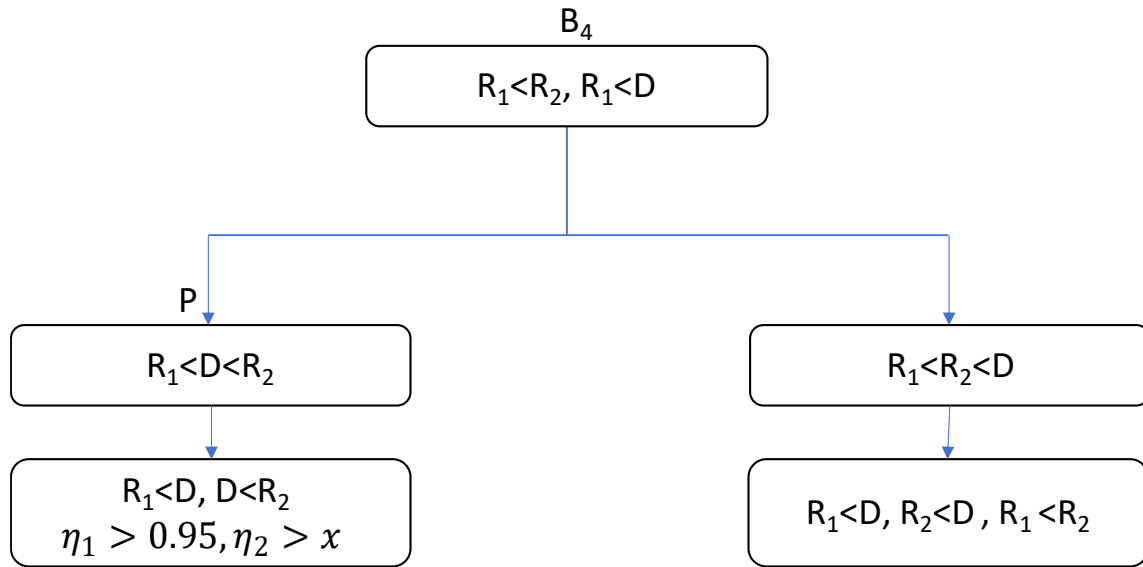 B₄
R₁<R₂, R₁<D
P
R₁<D<R₂
R₁<R₂<D
R₁<D, D<R₂
η₁ > 0.95, η₂ > x
R₁<D, R₂<D , R₁ <R₂